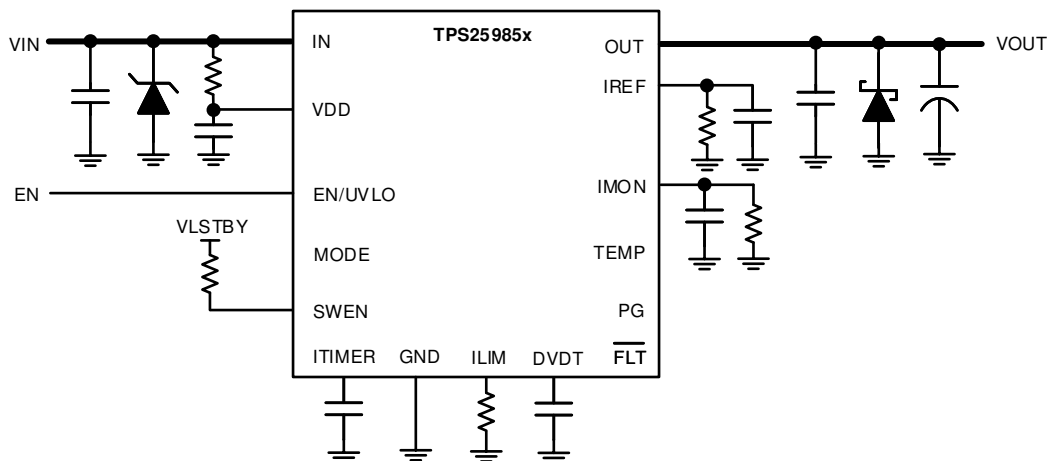 TPS25985x
VIN
IN
OUT
VOUT
IREF
VDD
EN
EN/UVLO
IMON
VLSTBY
MODE
TEMP
SWEN
PG
ITIMER
GND
ILIM
DVDT
FLT